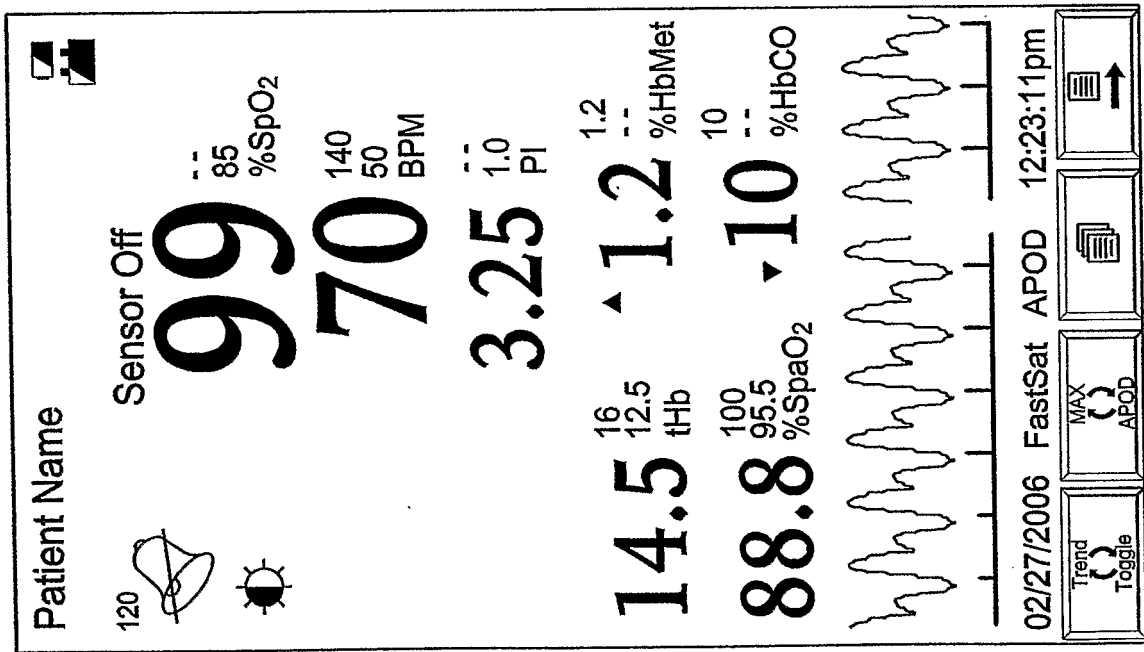 Patient Name
120
Sensor Off
99
--
85
%SpO2
70
140
50
BPM
3.25
--
1.0
PI
14.5
16
12.5
tHb
▲ 1.2
1.2
--
%HbMet
88.8
100
95.5
%SpaO2
▼ 10
10
--
%HbCO
02/27/2006 FastSat APOD 12:23:11pm
Trend
Toggle
MAX
APOD